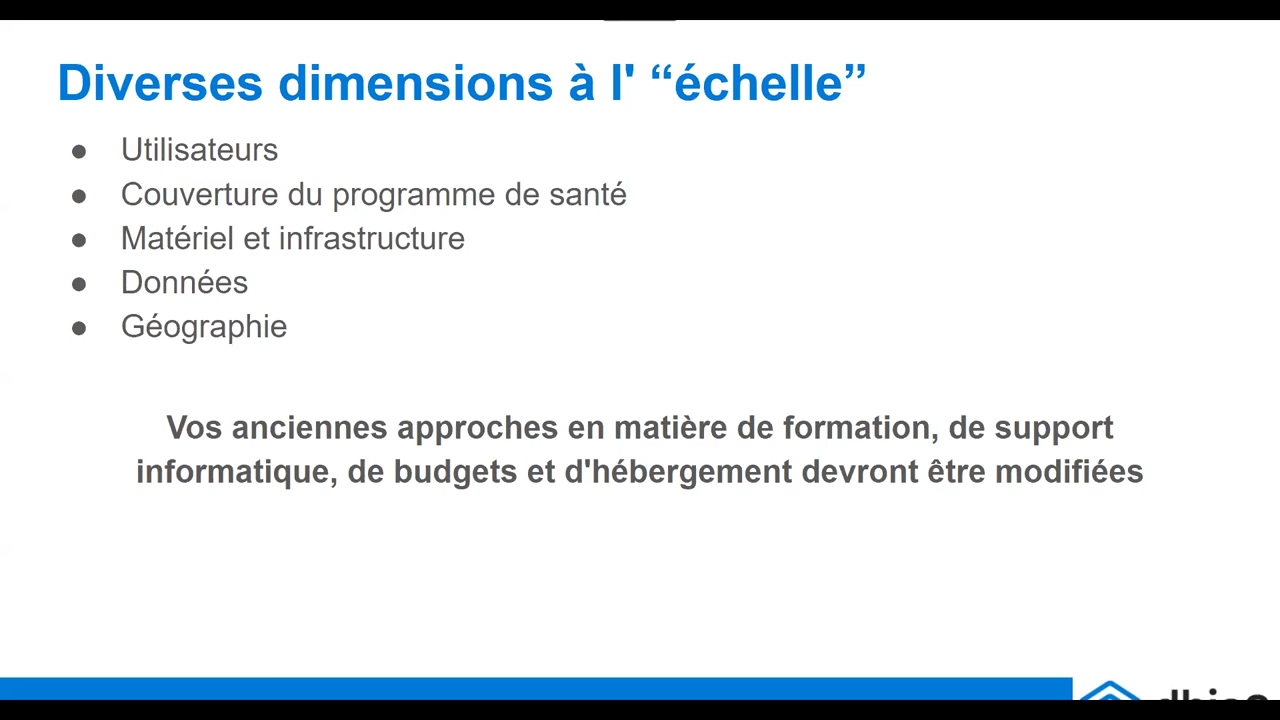 Diverses dimensions à l' “échelle”
● Utilisateurs
● Couverture du programme de santé
● Matériel et infrastructure
● Données
● Géographie
Vos anciennes approches en matière de formation, de support
informatique, de budgets et d'hébergement devront être modifiées